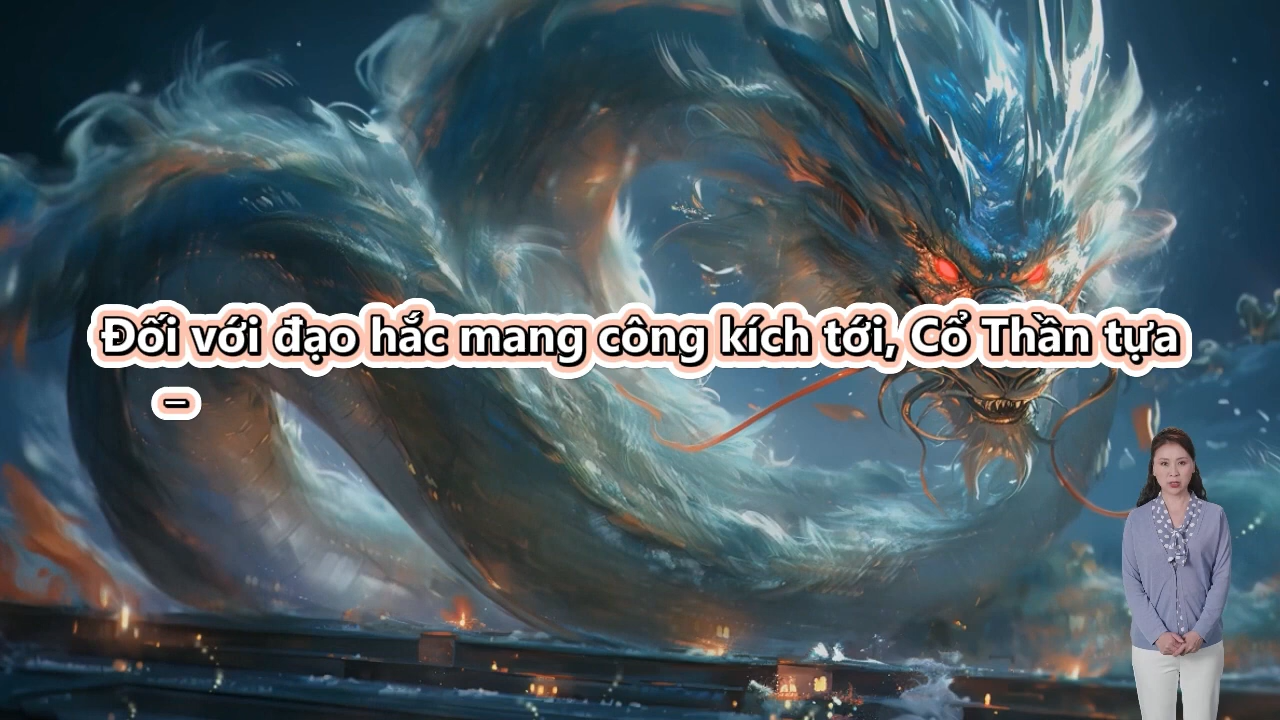 Đối với đạo hắc mang công kích tới, Cổ Thần tựa
–